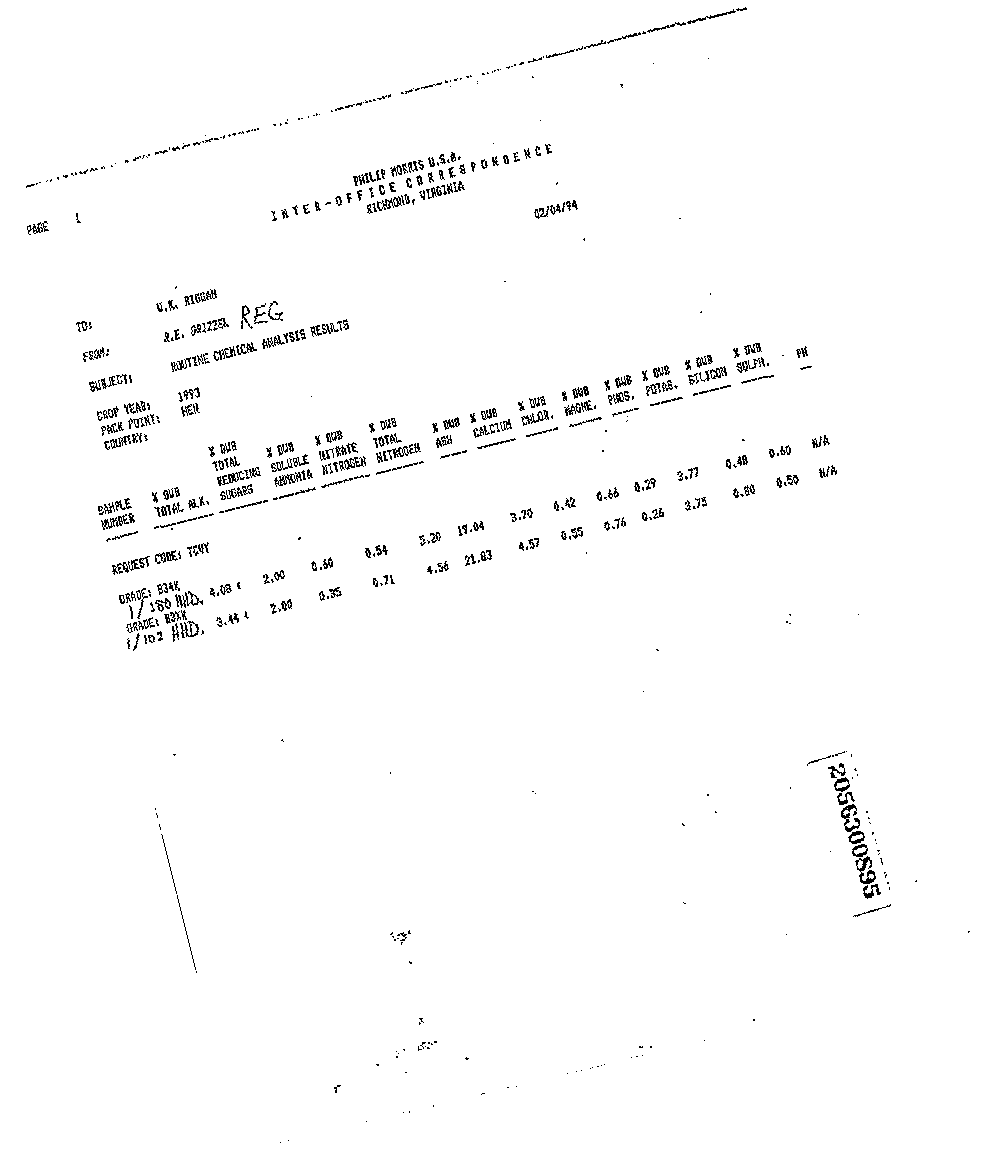 PHILIP MORRIS U.S.A.
INTER-OFFICE CORRESPONDENCE
RICHMOND, VIRGINIA
PAGE 1
02/04/94
TO: W.K. RIGGAN
FROM: R.E. GRIZZEL REG
SUBJECT: ROUTINE CHEMICAL ANALYSIS RESULTS
CROP YEAR: 1993
PACK POINT: HEN
COUNTRY:
% DWB % DWB % DWB % DWB % DWB % DWB % DWB % DWB % DWB % DWB % DWB % DWB
TOTAL TOTAL
SAMPLE % DWB REDUCING SOLUBLE NITRATE TOTAL ASH CALCIUM CHLOR. MAGNE. PHOS. POTAS. SILICON SULPH. PH
NUMBER TOTAL ALK. SUGARS AMMONIA NITROGEN NITROGEN
REQUEST CODE: TCMY
GRADE: B34K
1/180 HHD. 4.08 < 2.00 0.60 0.54 5.20 19.04 3.70 0.42 0.66 0.29 3.77 0.48 0.60 N/A
GRADE: B3XK
1/102 HHD. 3.44 < 2.00 0.35 0.71 4.56 21.83 4.57 0.55 0.76 0.26 3.75 0.80 0.50 N/A
2056300895